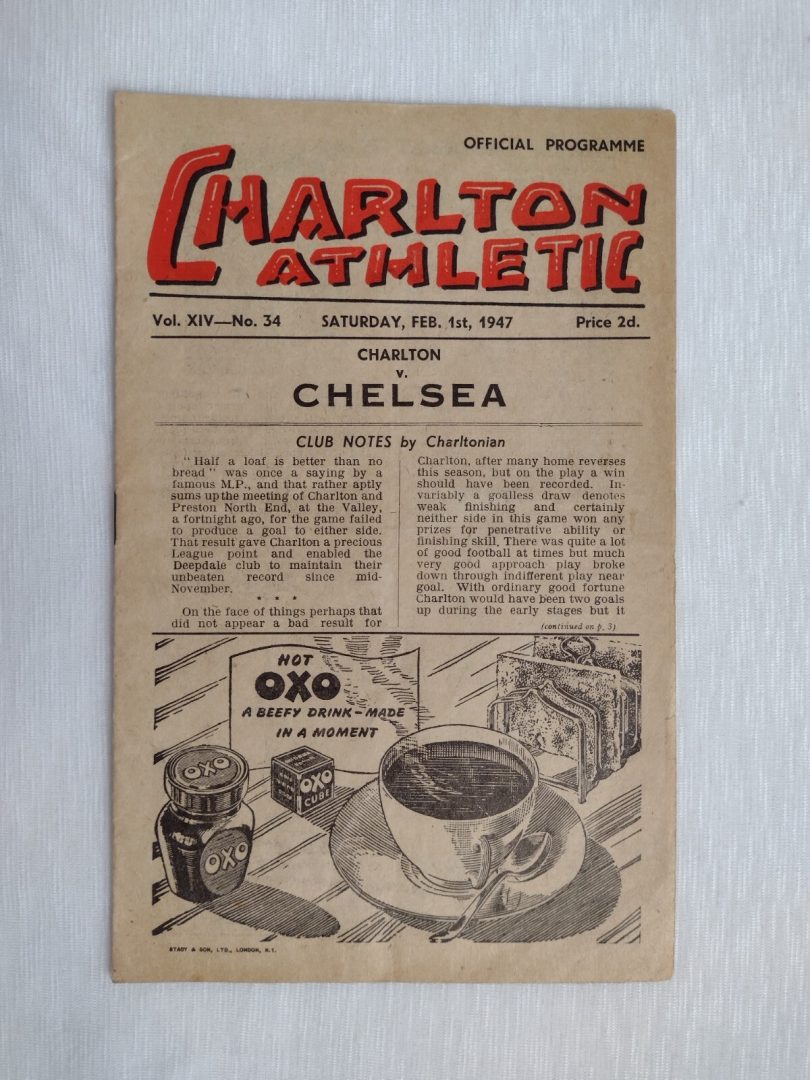 OFFICIAL PROGRAMME
CHARLTON
ATHLETIC
Vol. XIV—No. 34 SATURDAY, FEB. 1st, 1947 Price 2d.
CHARLTON
v.
CHELSEA
CLUB NOTES by Charltonian
"Half a loaf is better than no
bread" was once a saying by a
famous M.P., and that rather aptly
sums up the meeting of Charlton and
Preston North End, at the Valley,
a fortnight ago, for the game failed
to produce a goal to either side.
That result gave Charlton a precious
League point and enabled the
Deepdale club to maintain their
unbeaten record since mid-
November.
* * *
On the face of things perhaps that
did not appear a bad result for
Charlton, after many home reverses
this season, but on the play a win
should have been recorded. In-
variably a goalless draw denotes
weak finishing and certainly
neither side in this game won any
prizes for penetrative ability or
finishing skill. There was quite a lot
of good football at times but much
very good approach play broke
down through indifferent play near
goal. With ordinary good fortune
Charlton would have been two goals
up during the early stages but it
(continued on p. 3)
HOT
OXO
A BEEFY DRINK—MADE
IN A MOMENT
OXO
OXO
OXO
CUBE
STADY & SON, LTD., LONDON, N.1.